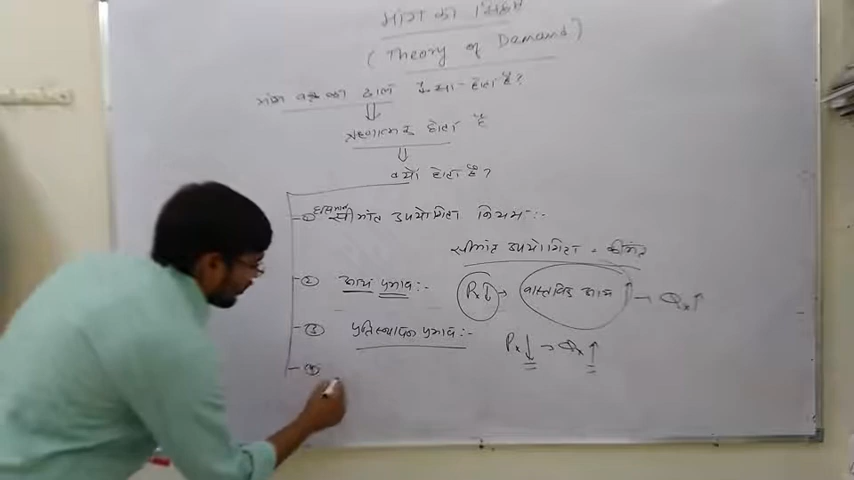 मांग का सिद्धांत
( Theory of Demand )
मांग वक्र का ढाल कैसा होता है?
⇓
ऋणात्मक होता है
⇓
क्यों होता है?
① ह्रासमान सीमांत उपयोगिता नियम :-
सीमांत उपयोगिता = कीमत
② आय प्रभाव :- Px↓ → वास्तविक आय ↑ → Qx↑
③ प्रतिस्थापन प्रभाव :- Px↓ → Qx↑
④